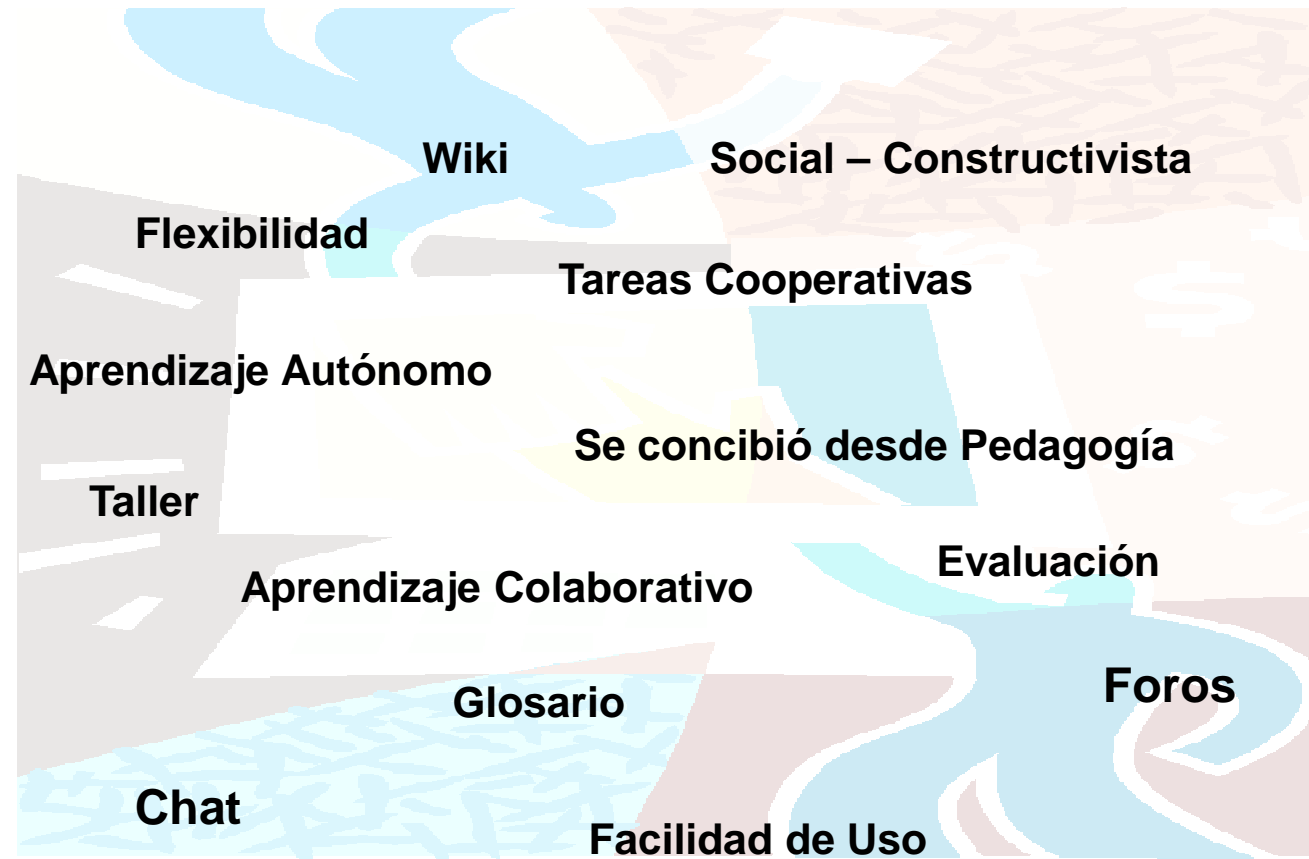 Wiki
Social – Constructivista
Flexibilidad
Tareas Cooperativas
Aprendizaje Autónomo
Se concibió desde Pedagogía
Taller
Evaluación
Aprendizaje Colaborativo
Foros
Glosario
Chat
Facilidad de Uso